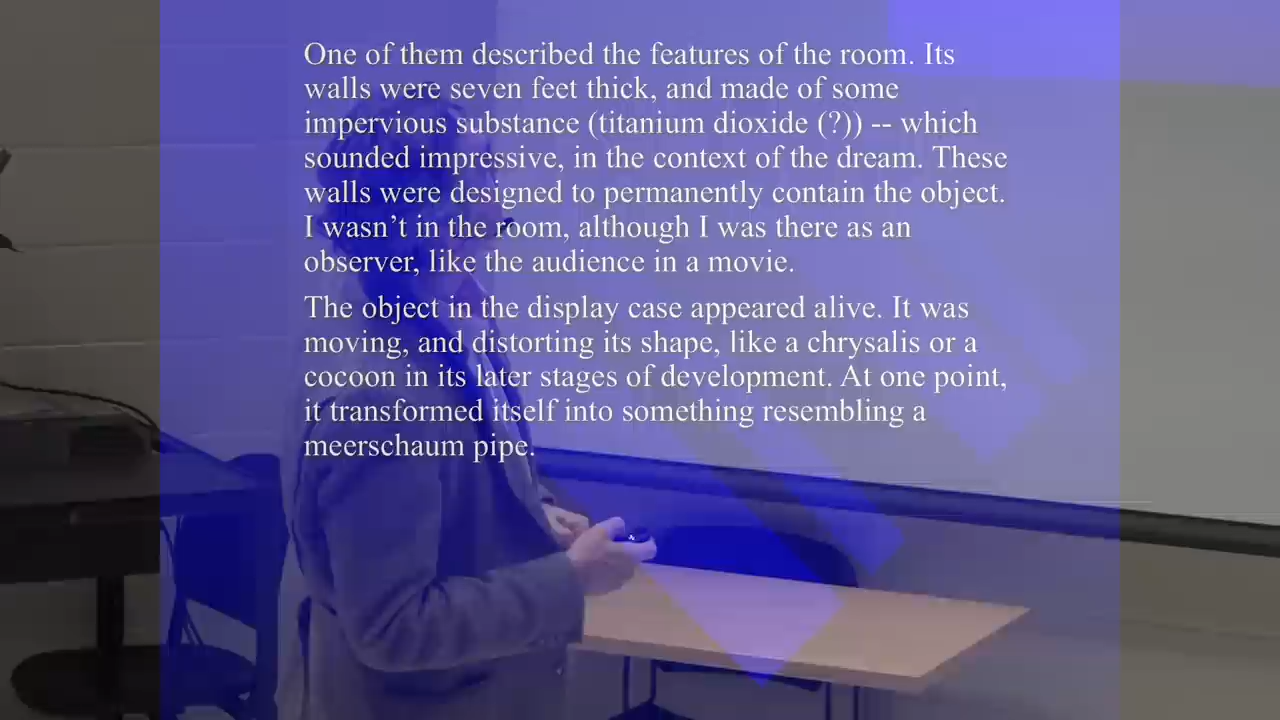 One of them described the features of the room. Its
walls were seven feet thick, and made of some
impervious substance (titanium dioxide (?)) -- which
sounded impressive, in the context of the dream. These
walls were designed to permanently contain the object.
I wasn’t in the room, although I was there as an
observer, like the audience in a movie.
The object in the display case appeared alive. It was
moving, and distorting its shape, like a chrysalis or a
cocoon in its later stages of development. At one point,
it transformed itself into something resembling a
meerschaum pipe.